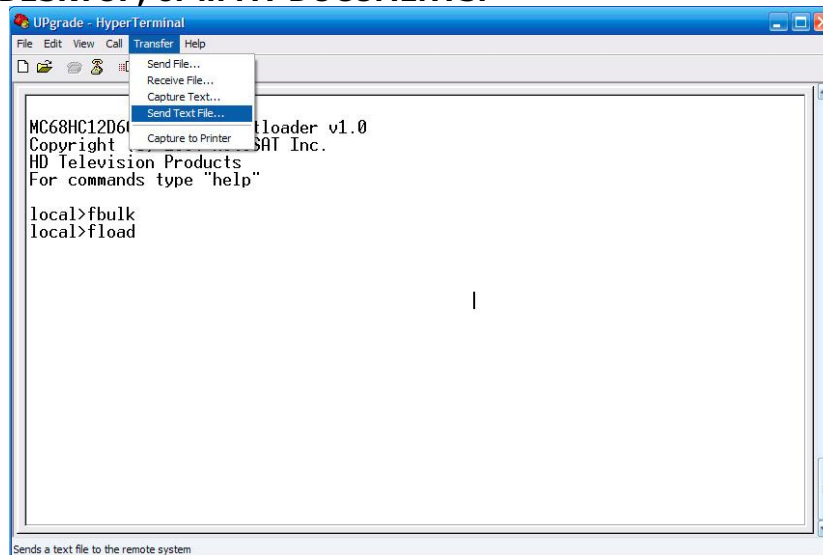 UPgrade - HyperTerminal
File Edit View Call Transfer Help
Send File...
Receive File...
Capture Text...
Send Text File...
Capture to Printer
MC68HC12D6 tloader v1.0
Copyright SAT Inc.
HD Television Products
For commands type "help"
local>fbulk
local>fload
Sends a text file to the remote system